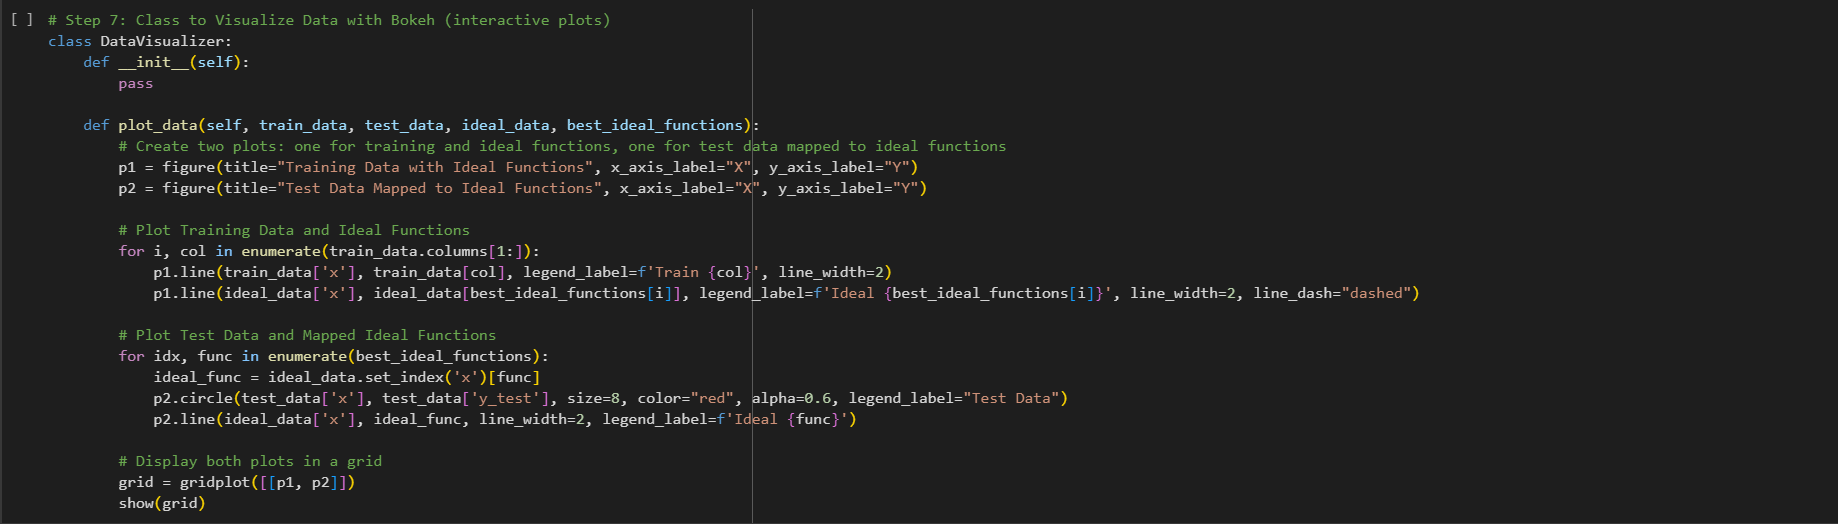 [ ] # Step 7: Class to Visualize Data with Bokeh (interactive plots)
class DataVisualizer:
    def __init__(self):
        pass

    def plot_data(self, train_data, test_data, ideal_data, best_ideal_functions):
        # Create two plots: one for training and ideal functions, one for test data mapped to ideal functions
        p1 = figure(title="Training Data with Ideal Functions", x_axis_label="X", y_axis_label="Y")
        p2 = figure(title="Test Data Mapped to Ideal Functions", x_axis_label="X", y_axis_label="Y")

        # Plot Training Data and Ideal Functions
        for i, col in enumerate(train_data.columns[1:]):
            p1.line(train_data['x'], train_data[col], legend_label=f'Train {col}', line_width=2)
            p1.line(ideal_data['x'], ideal_data[best_ideal_functions[i]], legend_label=f'Ideal {best_ideal_functions[i]}', line_width=2, line_dash="dashed")

        # Plot Test Data and Mapped Ideal Functions
        for idx, func in enumerate(best_ideal_functions):
            ideal_func = ideal_data.set_index('x')[func]
            p2.circle(test_data['x'], test_data['y_test'], size=8, color="red", alpha=0.6, legend_label="Test Data")
            p2.line(ideal_data['x'], ideal_func, line_width=2, legend_label=f'Ideal {func}')

        # Display both plots in a grid
        grid = gridplot([[p1, p2]])
        show(grid)